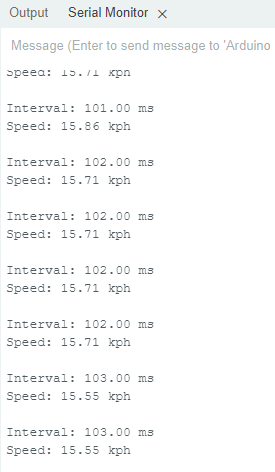 Output Serial Monitor ×
Message (Enter to send message to 'Arduino
Speed: 15.71 kph
Interval: 101.00 ms
Speed: 15.86 kph
Interval: 102.00 ms
Speed: 15.71 kph
Interval: 102.00 ms
Speed: 15.71 kph
Interval: 102.00 ms
Speed: 15.71 kph
Interval: 102.00 ms
Speed: 15.71 kph
Interval: 103.00 ms
Speed: 15.55 kph
Interval: 103.00 ms
Speed: 15.55 kph